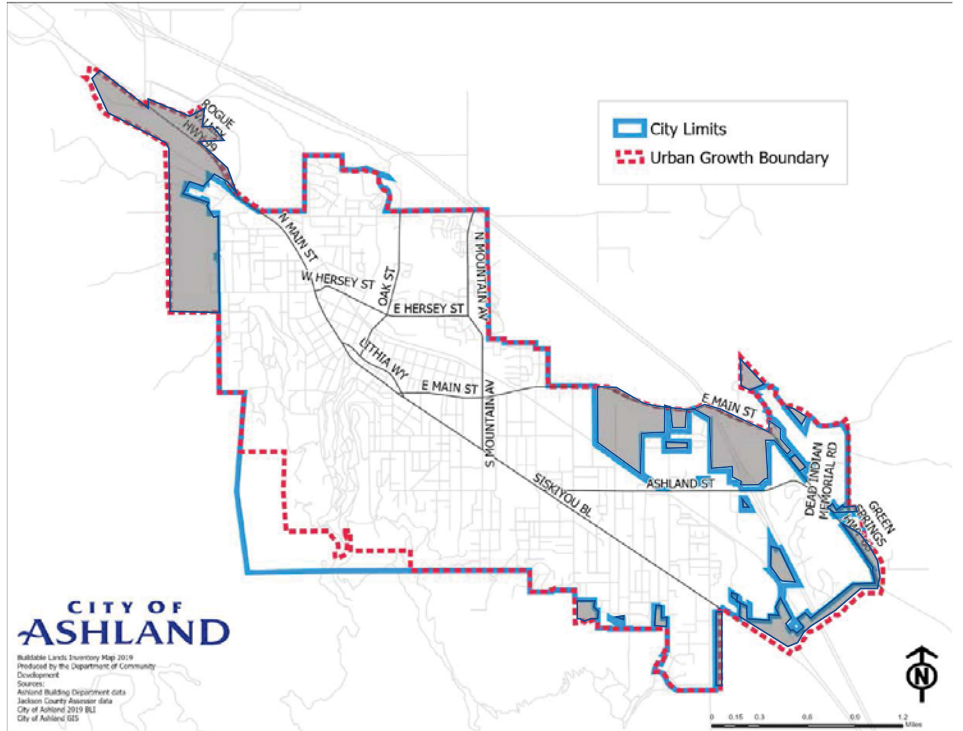 City Limits
Urban Growth Boundary
ROGUE
VALLEY
HWY 99
N MAIN ST
W HERSEY ST
OAK ST
E HERSEY ST
N MOUNTAIN AV
LITHIA WY
E MAIN ST
S MOUNTAIN AV
SISKIYOU BL
E MAIN ST
ASHLAND ST
DEAD INDIAN
MEMORIAL RD
GREEN
SPRINGS
CITY OF
ASHLAND
Buildable Lands Inventory Map 2019
Produced by the Department of Community
Development
Sources:
Ashland Building Department data
Jackson County Assessor data
City of Ashland 2019 BLI
City of Ashland GIS
N
0 0.15 0.3 0.6 0.9 1.2
Miles